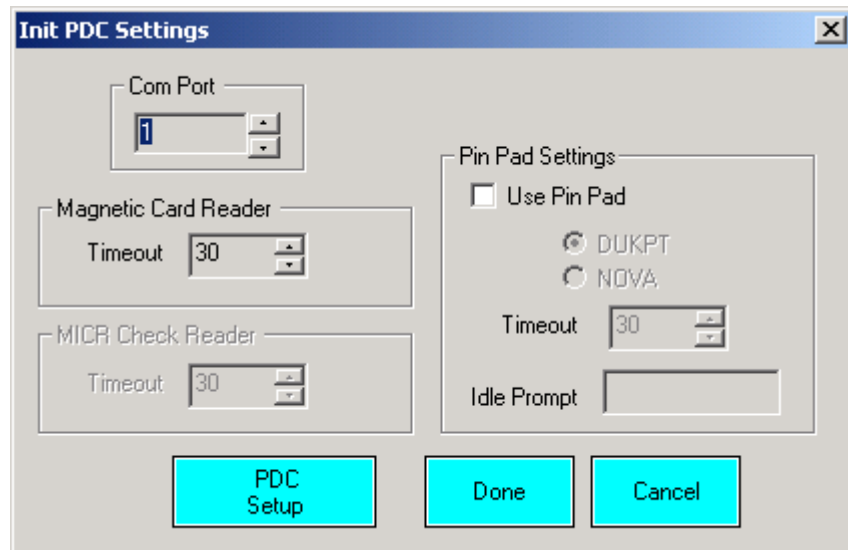 Init PDC Settings
Com Port
1
Magnetic Card Reader
Timeout 30
MICR Check Reader
Timeout 30
Pin Pad Settings
Use Pin Pad
DUKPT
NOVA
Timeout 30
Idle Prompt
PDC
Setup
Done
Cancel